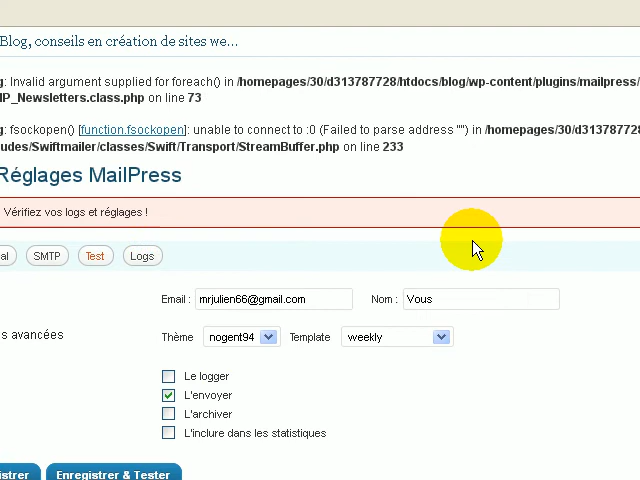 Blog, conseils en création de sites we...
g: Invalid argument supplied for foreach() in /homepages/30/d313787728/htdocs/blog/wp-content/plugins/mailpress/
IP_Newsletters.class.php on line 73
g: fsockopen() [function.fsockopen]: unable to connect to :0 (Failed to parse address "") in /homepages/30/d3137877
udes/Swiftmailer/classes/Swift/Transport/StreamBuffer.php on line 233
Réglages MailPress
Vérifiez vos logs et réglages !
al SMTP Test Logs
Email : mrjulien66@gmail.com Nom : Vous
s avancées Thème nogent94 Template weekly
Le logger
L'envoyer
L'archiver
L'inclure dans les statistiques
istrer Enregistrer & Tester